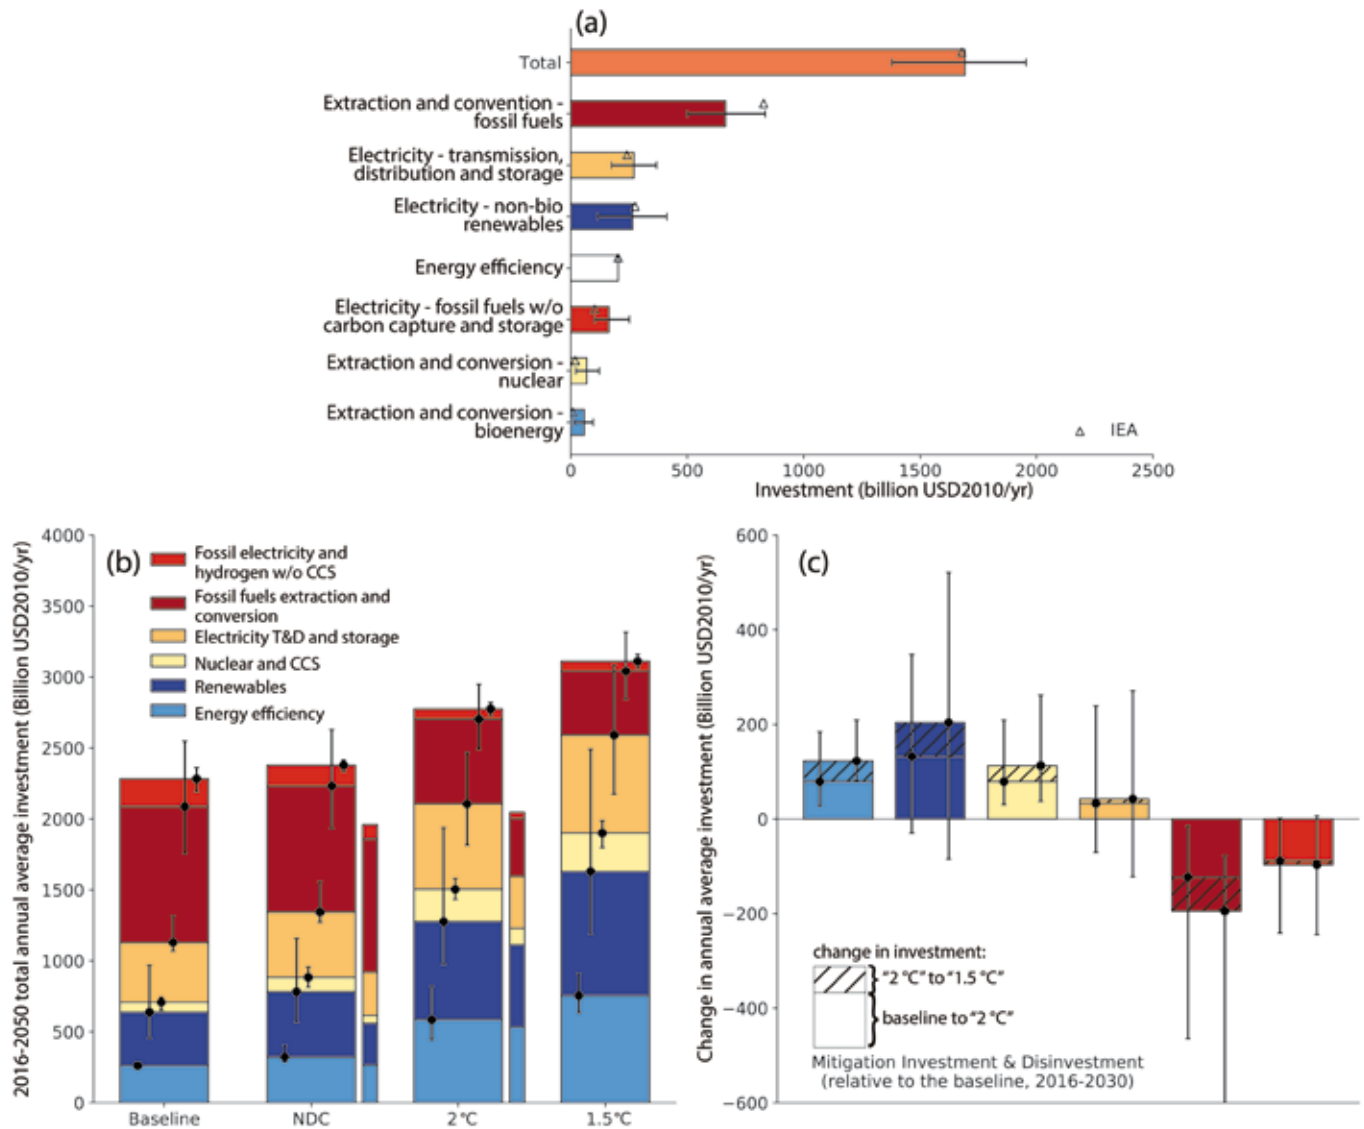 (a)
Total
Extraction and convention -
fossil fuels
Electricity - transmission,
distribution and storage
Electricity - non-bio
renewables
Energy efficiency
Electricity - fossil fuels w/o
carbon capture and storage
Extraction and conversion -
nuclear
Extraction and conversion -
bioenergy
IEA
0 500 1000 1500 2000 2500
Investment (billion USD2010/yr)
(b)
2016-2050 total annual average investment (Billion USD2010/yr)
4000
3500
3000
2500
2000
1500
1000
500
0
Fossil electricity and
hydrogen w/o CCS
Fossil fuels extraction and
conversion
Electricity T&D and storage
Nuclear and CCS
Renewables
Energy efficiency
Baseline NDC 2°C 1.5°C
(c)
Change in annual average investment (Billion USD2010/yr)
600
400
200
0
−200
−400
−600
change in investment:
"2 °C" to "1.5 °C"
baseline to "2 °C"
Mitigation Investment & Disinvestment
(relative to the baseline, 2016-2030)